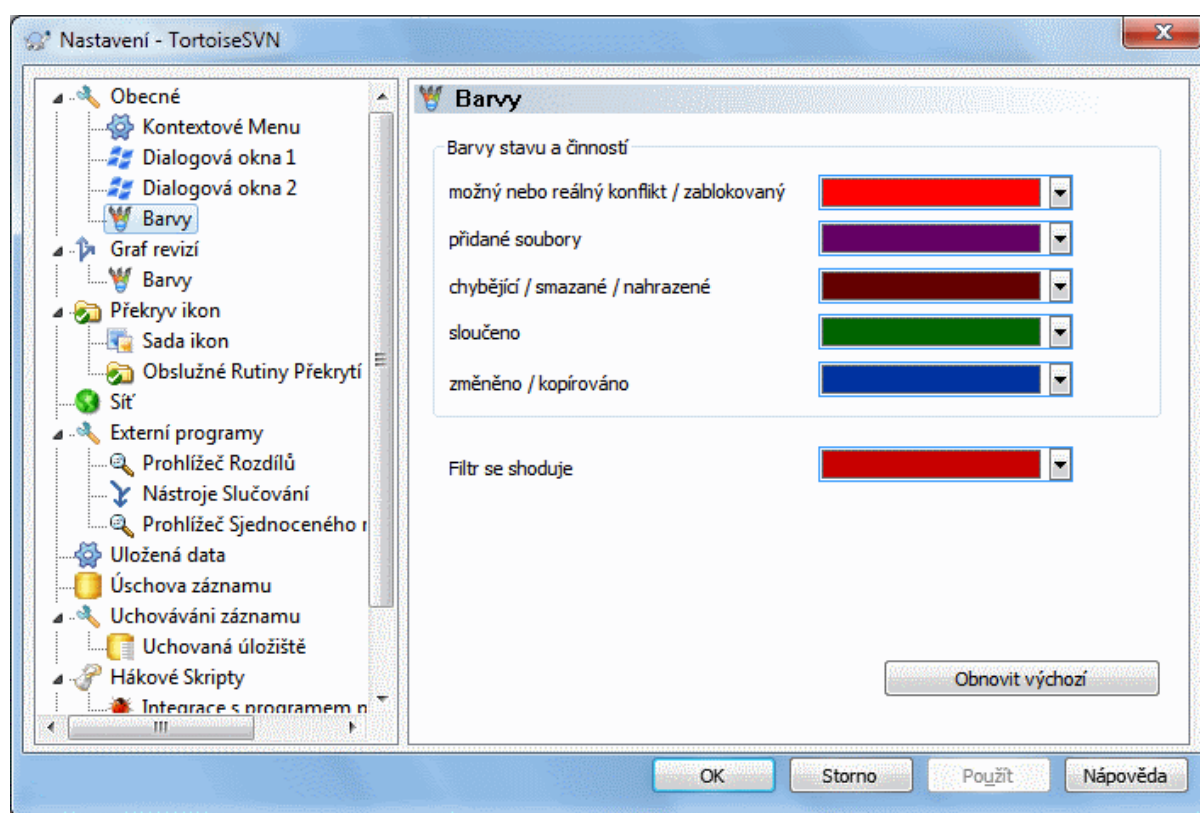 Nastavení - TortoiseSVN
Obecné
Kontextové Menu
Dialogová okna 1
Dialogová okna 2
Barvy
Graf revizí
Barvy
Překryv ikon
Sada ikon
Obslužné Rutiny Překrytí
Síť
Externí programy
Prohlížeč Rozdílů
Nástroje Slučování
Prohlížeč Sjednoceného r
Uložená data
Úschova záznamu
Uchováváni záznamu
Uchovaná úložiště
Hákové Skripty
Integrace s programem n
Barvy
Barvy stavu a činností
možný nebo reálný konflikt / zablokovaný
přidané soubory
chybějící / smazané / nahrazené
sloučeno
změněno / kopírováno
Filtr se shoduje
Obnovit výchozí
OK
Storno
Použít
Nápověda